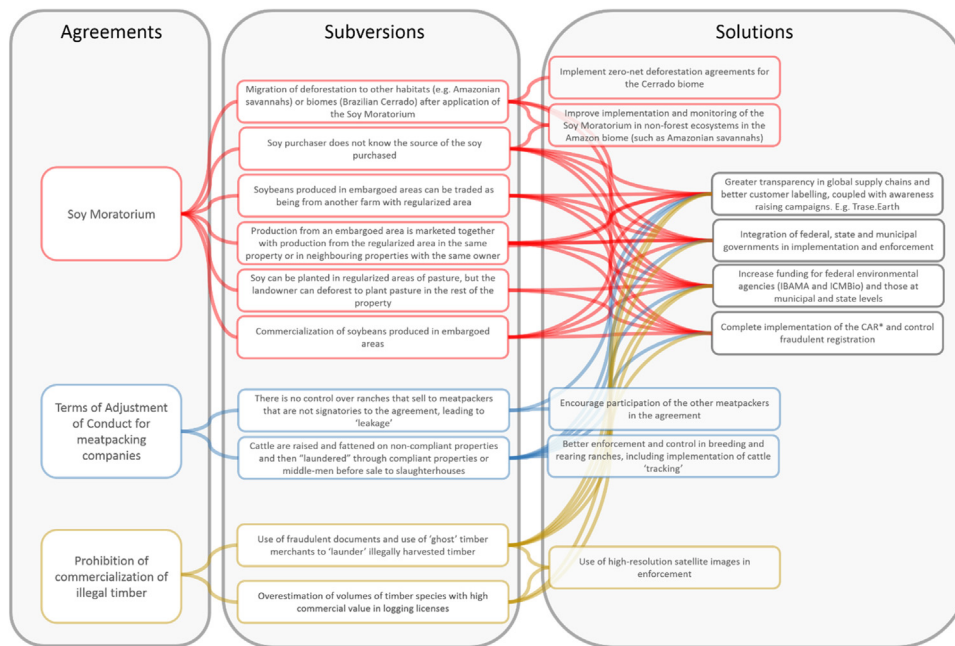 Agreements
Subversions
Solutions
Soy Moratorium
Terms of Adjustment
of Conduct for
meatpacking
companies
Prohibition of
commercialization of
illegal timber
Migration of deforestation to other habitats (e.g. Amazonian
savannahs) or biomes (Brazilian Cerrado) after application of
the Soy Moratorium
Soy purchaser does not know the source of the soy
purchased
Soybeans produced in embargoed areas can be traded as
being from another farm with regularized area
Production from an embargoed area is marketed together
with production from the regularized area in the same
property or in neighbouring properties with the same owner
Soy can be planted in regularized areas of pasture, but the
landowner can deforest to plant pasture in the rest of the
property
Commercialization of soybeans produced in embargoed
areas
There is no control over ranches that sell to meatpackers
that are not signatories to the agreement, leading to
'leakage'
Cattle are raised and fattened on non-compliant properties
and then "laundered" through compliant properties or
middle-men before sale to slaughterhouses
Use of fraudulent documents and use of 'ghost' timber
merchants to 'launder' illegally harvested timber
Overestimation of volumes of timber species with high
commercial value in logging licenses
Implement zero-net deforestation agreements for
the Cerrado biome
Improve implementation and monitoring of the
Soy Moratorium in non-forest ecosystems in the
Amazon biome (such as Amazonian savannahs)
Greater transparency in global supply chains and
better customer labelling, coupled with awareness
raising campaigns. E.g. Trase.Earth
Integration of federal, state and municipal
governments in implementation and enforcement
Increase funding for federal environmental
agencies (IBAMA and ICMBio) and those at
municipal and state levels
Complete implementation of the CAR* and control
fraudulent registration
Encourage participation of the other meatpackers
in the agreement
Better enforcement and control in breeding and
rearing ranches, including implementation of cattle
'tracking'
Use of high-resolution satellite images in
enforcement